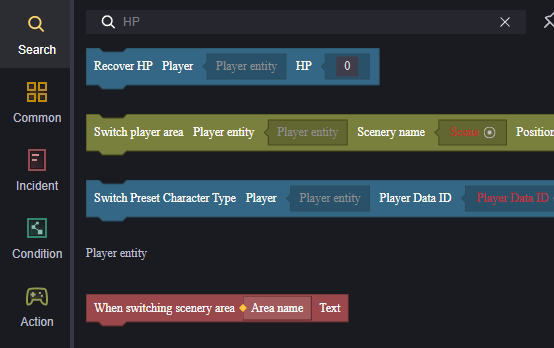 HP
Search
Common
Incident
Condition
Action
Recover HP Player Player entity HP 0
Switch player area Player entity Player entity Scenery name Position
Switch Preset Character Type Player Player entity Player Data ID Player Data ID
Player entity
When switching scenery area Area name Text